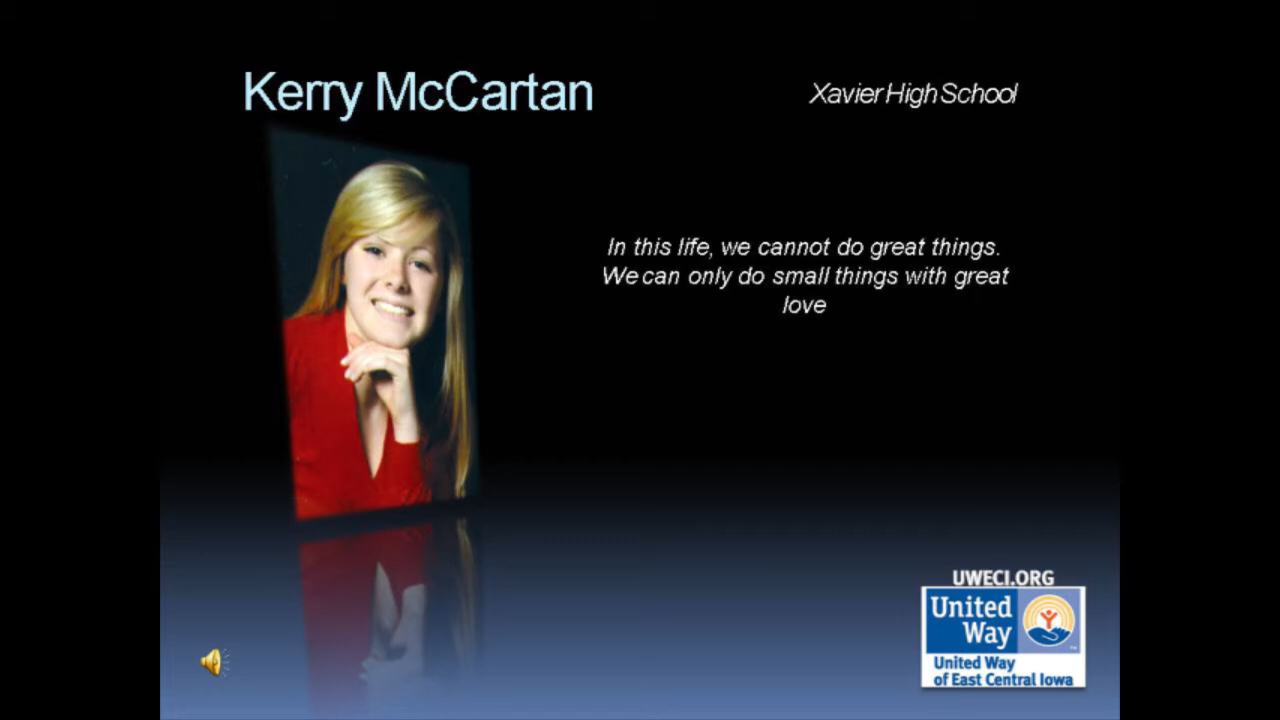 Kerry McCartan
Xavier High School
In this life, we cannot do great things.
We can only do small things with great
love
UWECI.ORG
United
Way
United Way
of East Central Iowa